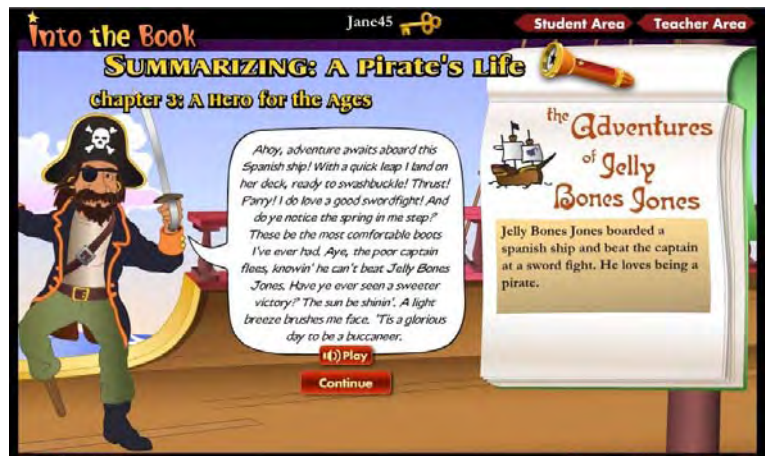 Into the Book
Jane45
Student Area
Teacher Area
Summarizing: A Pirate's Life
Chapter 3: A Hero for the Ages
Ahoy, adventure awaits aboard this
Spanish ship! With a quick leap I land on
her deck, ready to swashbuckle! Thrust!
Parry! I do love a good swordfight! And
do ye notice the spring in me step?
These be the most comfortable boots
I've ever had. Aye, the poor captain
flees, knowin' he can't beat Jelly Bones
Jones. Have ye ever seen a sweeter
victory? The sun be shinin'. A light
breeze brushes me face. 'Tis a glorious
day to be a buccaneer.
Play
Continue
the Adventures
of Jelly
Bones Jones
Jelly Bones Jones boarded a
spanish ship and beat the captain
at a sword fight. He loves being a
pirate.